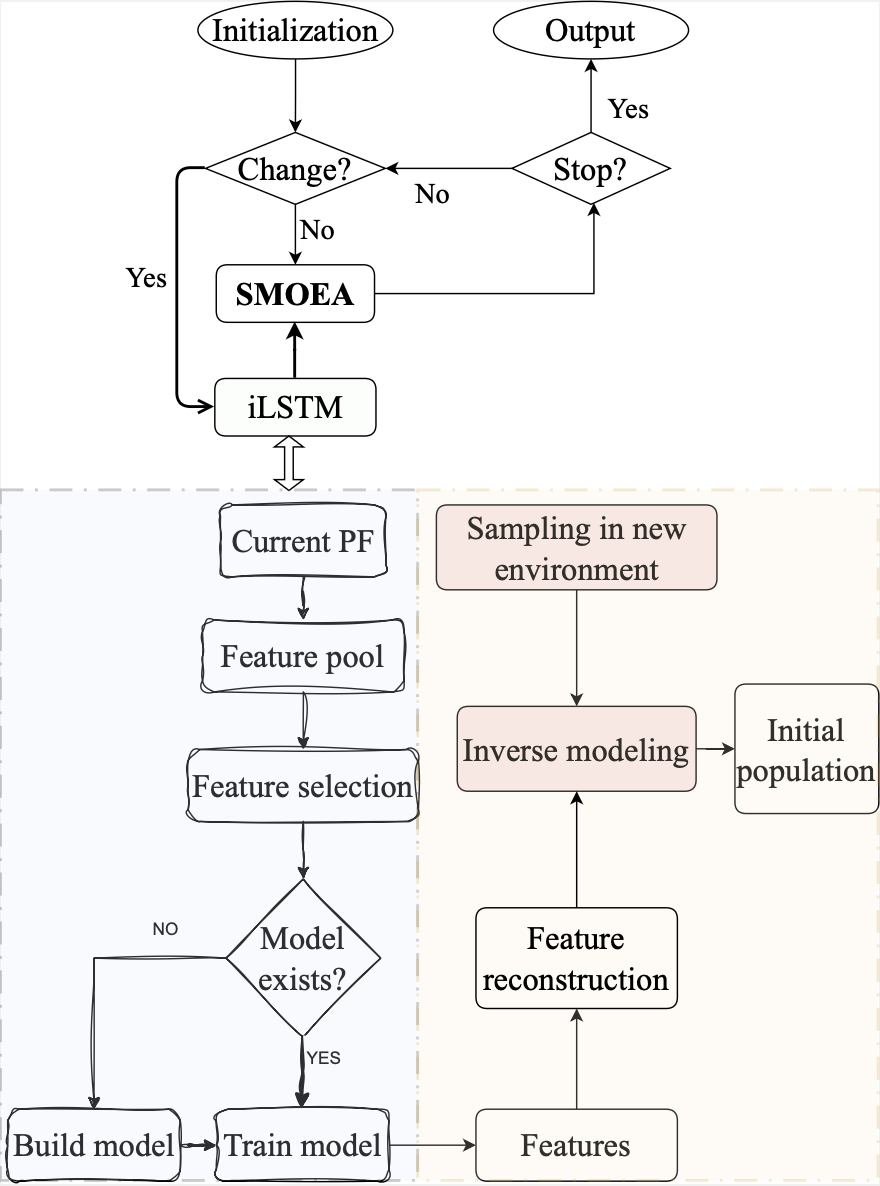 Initialization
Output
Yes
Change?
Stop?
No
No
Yes
SMOEA
iLSTM
Current PF
Feature pool
Feature selection
Model
exists?
NO
YES
Build model
Train model
Sampling in new
environment
Inverse modeling
Initial
population
Feature
reconstruction
Features